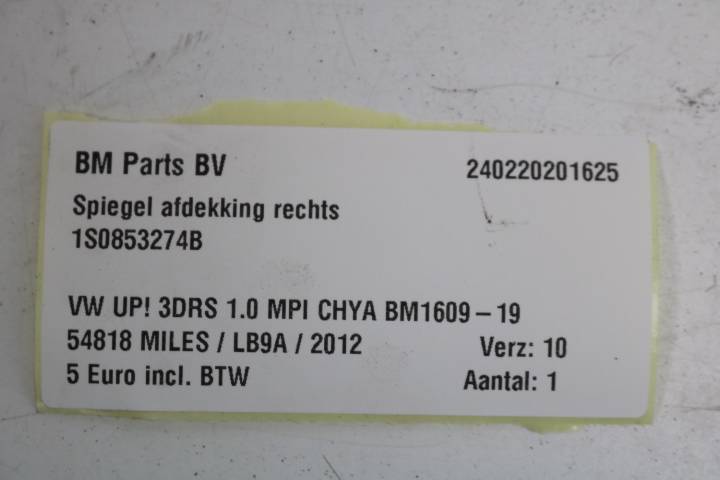 BM Parts BV 240220201625
Spiegel afdekking rechts
1S0853274B
VW UP! 3DRS 1.0 MPI CHYA BM1609 – 19
54818 MILES / LB9A / 2012 Verz: 10
5 Euro incl. BTW Aantal: 1